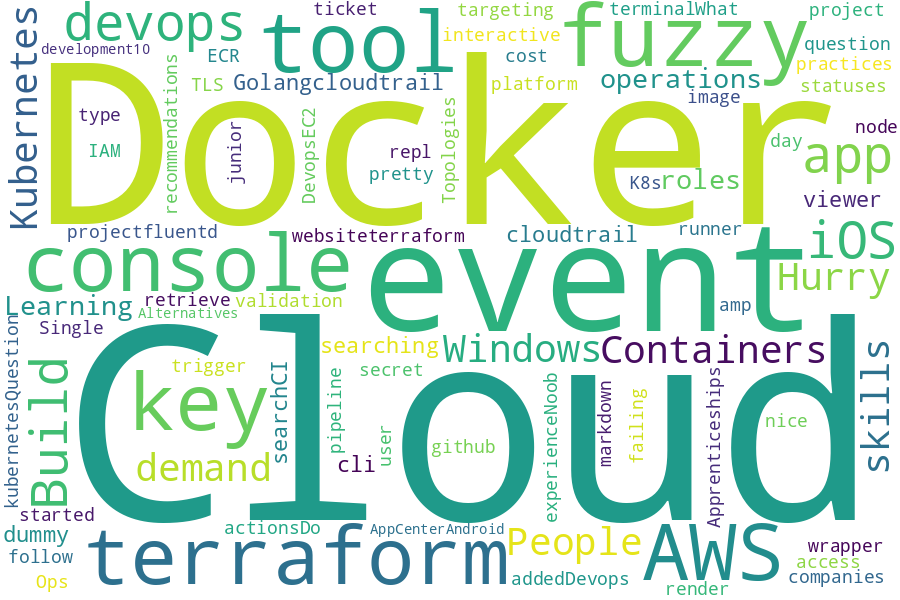 ticket
targeting
terminalWhat
project
devops
tool
fuzzy
interactive
development10
ECR
cost
question
practices
Kubernetes
TLS
Golangcloudtrail
platform
operations
statuses
recommendations
Docker
image
type
junior
DevopsEc2
Topologies
node
IAM
repl
day
app
pretty
K8s
roles
viewer
projectfluentd
websiteterraform
cloudtrail
runner
iOS
console
event
Hurry
Learning
retrieve
validation
Alternatives
amp
Single
kubernetesQuestion
Cloud
searching
Windows
Containers
trigger
secret
skills
Build
key
searchCI
pipeline
user
experienceNoob
markdown
failing
Apprenticeships
nice
github
demand
cli
started
dummy
actionsDo
AppCenterAndroid
People
AWS
follow
terraform
wrapper
access
Ops
addedDevops
render
companies